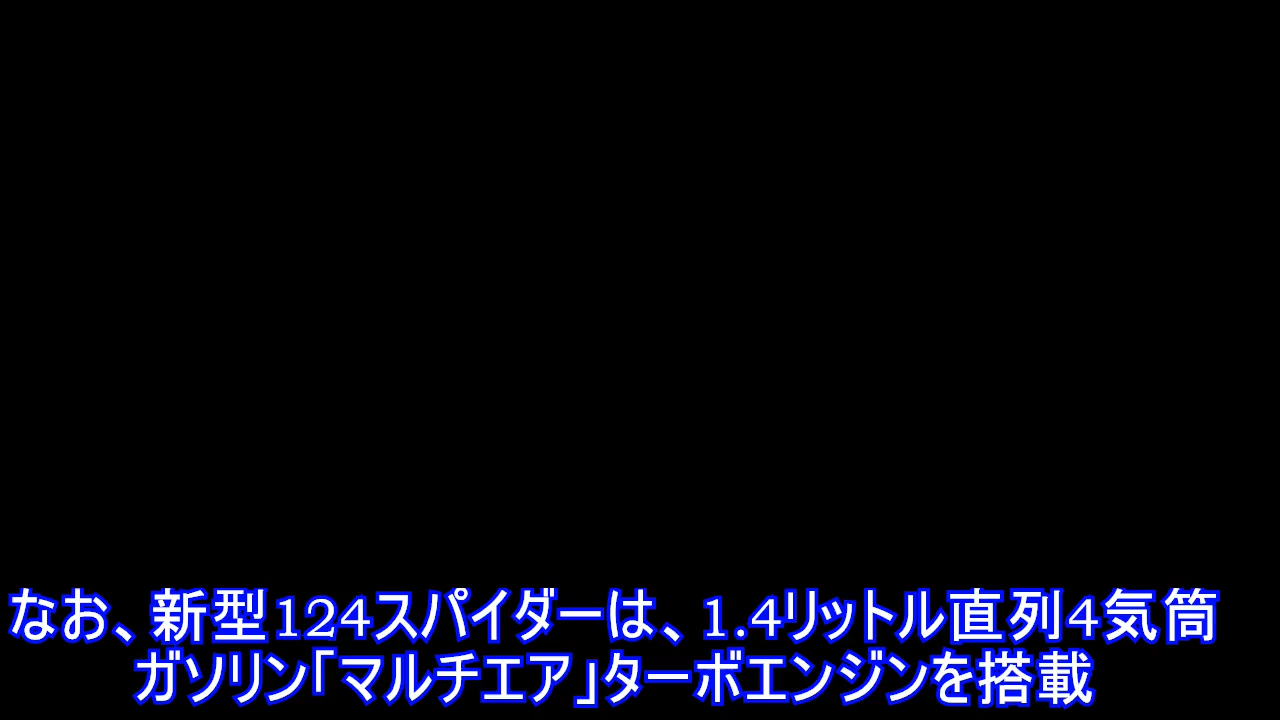 なお、新型124スパイダーは、1.4リットル直列4気筒
ガソリン「マルチエア」ターボエンジンを搭載